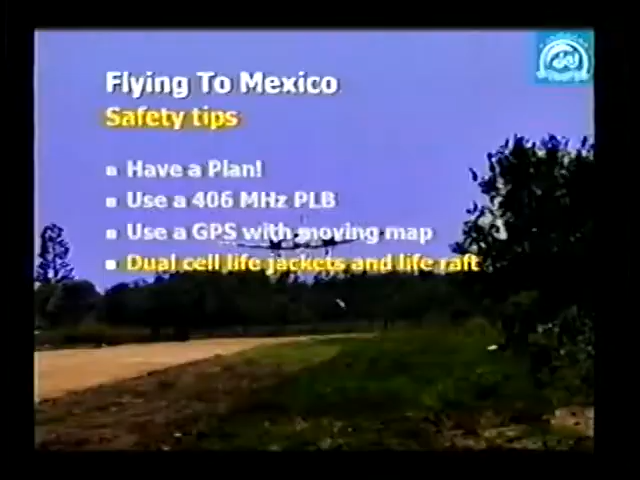 Flying To Mexico
Safety tips
Have a Plan!
Use a 406 MHz PLB
Use a GPS with moving map
Dual cell life jackets and life raft